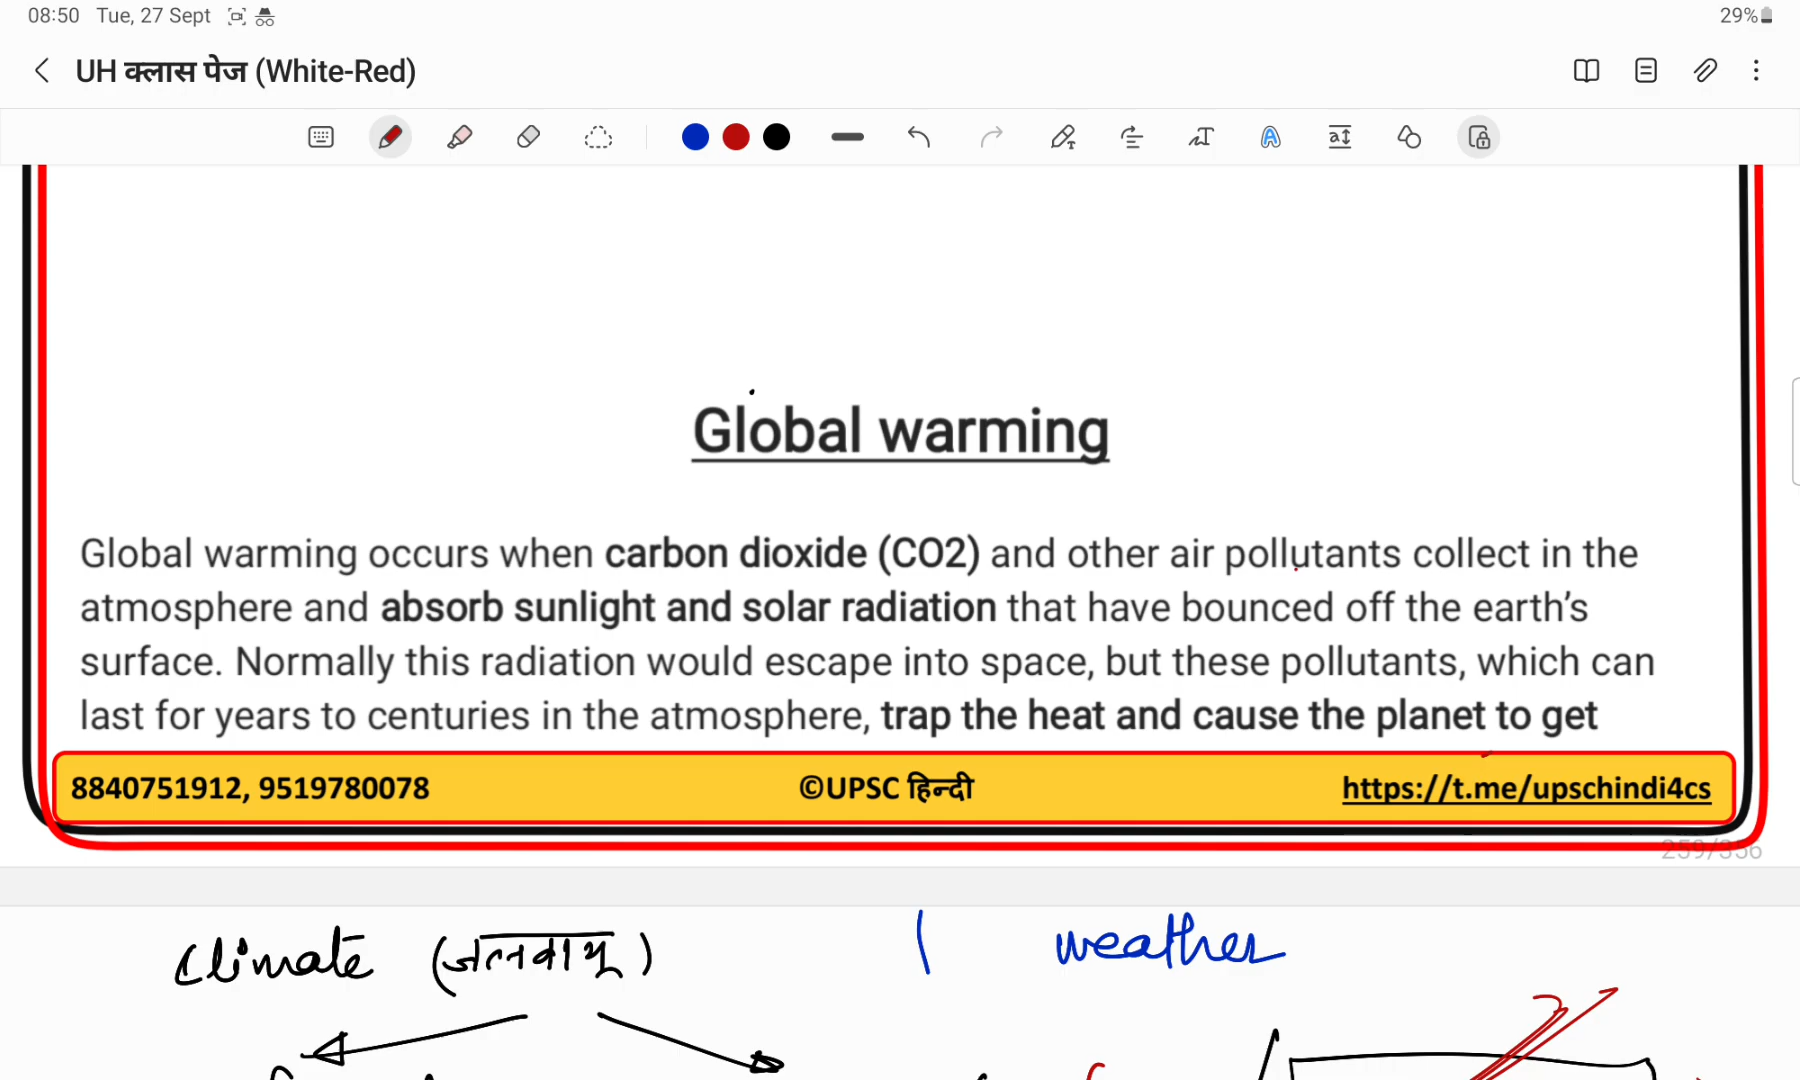 08:50 Tue, 27 Sept 29%
UH क्लास पेज (White-Red)
Global warming
Global warming occurs when carbon dioxide (CO2) and other air pollutants collect in the
atmosphere and absorb sunlight and solar radiation that have bounced off the earth's
surface. Normally this radiation would escape into space, but these pollutants, which can
last for years to centuries in the atmosphere, trap the heat and cause the planet to get
8840751912, 9519780078 ©UPSC हिन्दी https://t.me/upschindi4cs
259/356
climate (जलवायु) weather